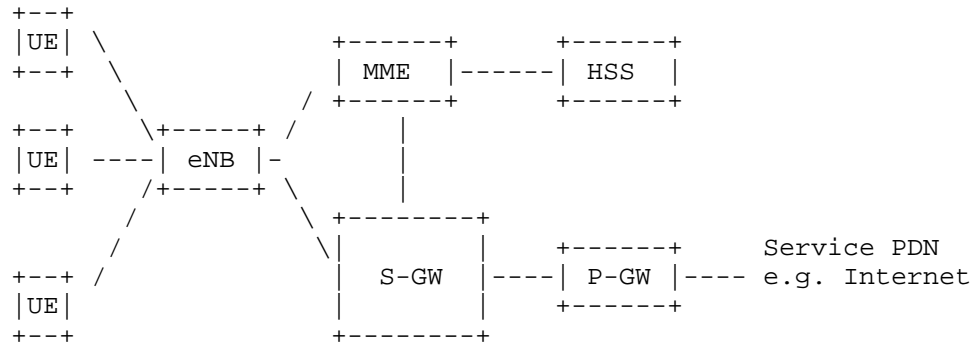 UE
MME
HSS
UE
eNB
Service PDN
S-GW
P-GW
e.g. Internet
UE